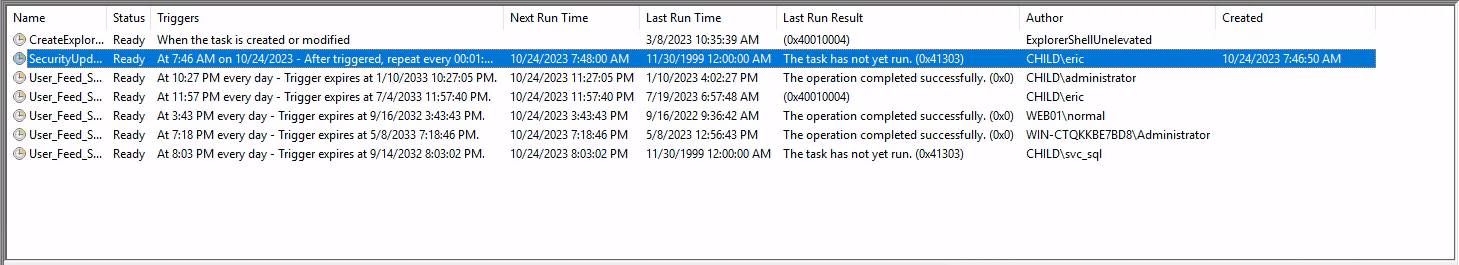 Name Status Triggers Next Run Time Last Run Time Last Run Result Author Created
CreateExplor... Ready When the task is created or modified 3/8/2023 10:35:39 AM (0x40010004) ExplorerShellUnelevated
SecurityUpd... Ready At 7:46 AM on 10/24/2023 - After triggered, repeat every 00:01:... 10/24/2023 7:48:00 AM 11/30/1999 12:00:00 AM The task has not yet run. (0x41303) CHILD\eric 10/24/2023 7:46:50 AM
User_Feed_S... Ready At 10:27 PM every day - Trigger expires at 1/10/2033 10:27:05 PM. 10/24/2023 11:27:05 PM 1/10/2023 4:02:27 PM The operation completed successfully. (0x0) CHILD\administrator
User_Feed_S... Ready At 11:57 PM every day - Trigger expires at 7/4/2033 11:57:40 PM. 10/24/2023 11:57:40 PM 7/19/2023 6:57:48 AM (0x40010004) CHILD\eric
User_Feed_S... Ready At 3:43 PM every day - Trigger expires at 9/16/2032 3:43:43 PM. 10/24/2023 3:43:43 PM 9/16/2022 9:36:42 AM The operation completed successfully. (0x0) WEB01\normal
User_Feed_S... Ready At 7:18 PM every day - Trigger expires at 5/8/2033 7:18:46 PM. 10/24/2023 7:18:46 PM 5/8/2023 12:56:43 PM The operation completed successfully. (0x0) WIN-CTQKKBE7BD8\Administrator
User_Feed_S... Ready At 8:03 PM every day - Trigger expires at 9/14/2032 8:03:02 PM. 10/24/2023 8:03:02 PM 11/30/1999 12:00:00 AM The task has not yet run. (0x41303) CHILD\svc_sql